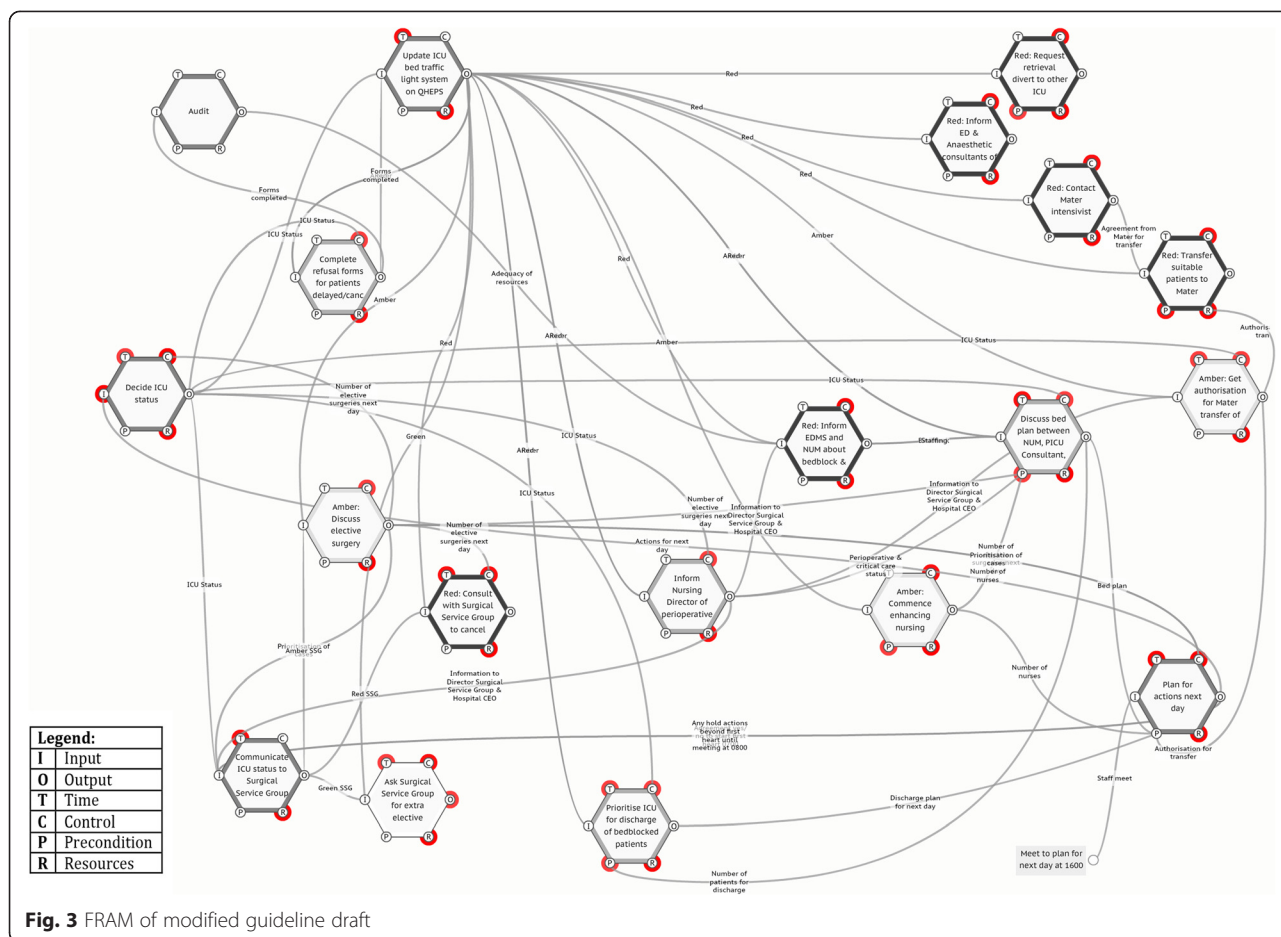 T C
Update ICU
bed traffic
light system
on QHEPS
I O
P R
T C
Red: Request
retrieval
divert to other
ICU
I O
P R
T C
Audit
I O
P R
T C
Red: Inform
ED &
Anaesthetic
consultants of
I O
P R
T C
Red: Contact
Mater
intensivist
I O
P R
T C
Red: Transfer
suitable
patients to
Mater
I O
P R
T C
Complete
refusal forms
for patients
delayed/canc
I O
P R
T C
Decide ICU
status
I O
P R
T C
Amber: Get
authorisation
for Mater
transfer of
I O
P R
T C
Red: Inform
EDMS and
NUM about
bedblock &
I O
P R
T C
Discuss bed
plan between
NUM, PICU
Consultant,
I O
P R
T C
Amber:
Discuss
elective
surgery
I O
P R
T C
Red: Consult
with Surgical
Service Group
to cancel
I O
P R
T C
Inform
Nursing
Director of
perioperative
I O
P R
T C
Amber:
Commence
enhancing
nursing
I O
P R
T C
Plan for
actions next
day
I O
P R
T C
Communicate
ICU status to
Surgical
Service Group
I O
P R
T C
Ask Surgical
Service Group
for extra
elective
I O
P R
T C
Prioritise ICU
for discharge
of bedblocked
patients
I O
P R
Meet to plan for
next day at 1600
Red
Red
Red
Red
Red
Amber
Forms
completed
Forms
completed
ICU Status
ICU Status
Amber
Adequacy of
resources
Agreement from
Mater for
transfer
Authoris
tran
Red
Amber
ICU Status
ICU Status
Number of
elective
surgeries next
day
Green
ICU Status
ICU Status
Information to
Director Surgical
Service Group &
Hospital CEO
Number of
elective
surgeries next
day
Information to
Director Surgical
Service Group &
Hospital CEO
Number of
elective
surgeries next
day
Actions for next
day
Perioperative &
critical care
status
Number of
Prioritisation of
cases
Number of
nurses
Bed plan
ICU Status
Amber SSG
Information to
Director Surgical
Service Group &
Hospital CEO
Red SSG
Number of
nurses
Any hold actions
beyond first
heart until
meeting at 0800
Authorisation for
transfer
Green SSG
Staff meet
Discharge plan
for next day
Number of
patients for
discharge
Legend:
I Input
O Output
T Time
C Control
P Precondition
R Resources
Fig. 3 FRAM of modified guideline draft